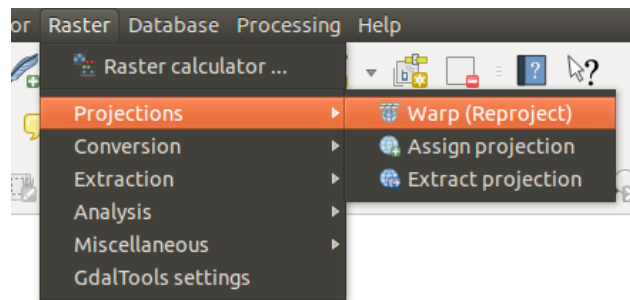 or Raster Database Processing Help
Raster calculator ...
Projections
Warp (Reproject)
Conversion
Assign projection
Extraction
Extract projection
Analysis
Miscellaneous
GdalTools settings